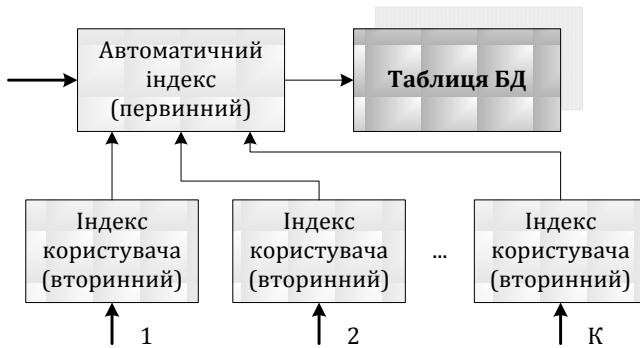 Автоматичний
індекс
(первинний)
Таблиця БД
Індекс
користувача
(вторинний)
Індекс
користувача
(вторинний)
...
Індекс
користувача
(вторинний)
1
2
К